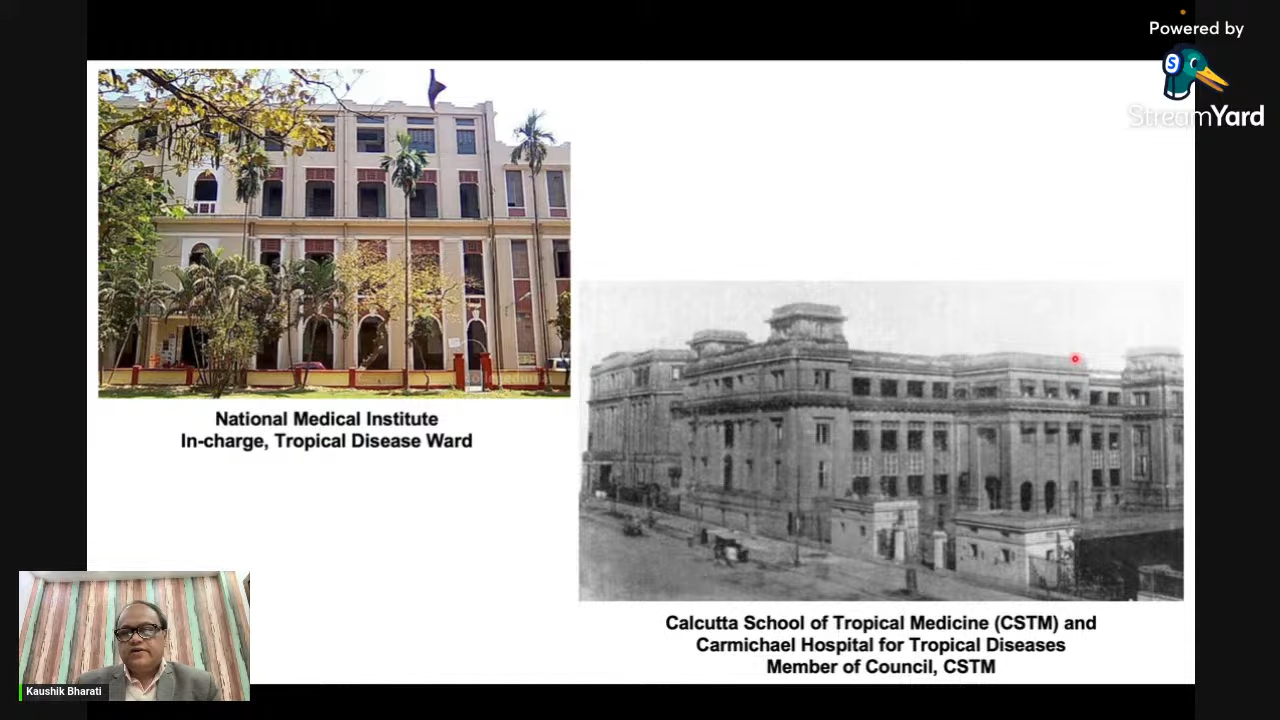 Powered by
S
StreamYard
National Medical Institute
In-charge, Tropical Disease Ward
Calcutta School of Tropical Medicine (CSTM) and
Carmichael Hospital for Tropical Diseases
Member of Council, CSTM
Kaushik Bharati